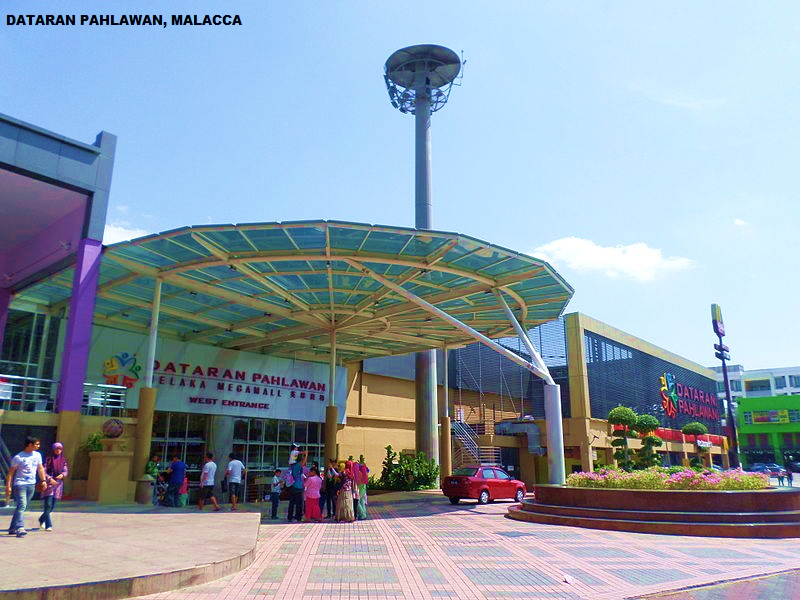 DATARAN PAHLAWAN, MALACCA
DATARAN PAHLAWAN
MELAKA MEGAMALL
WEST ENTRANCE
DATARAN
PAHLAWAN